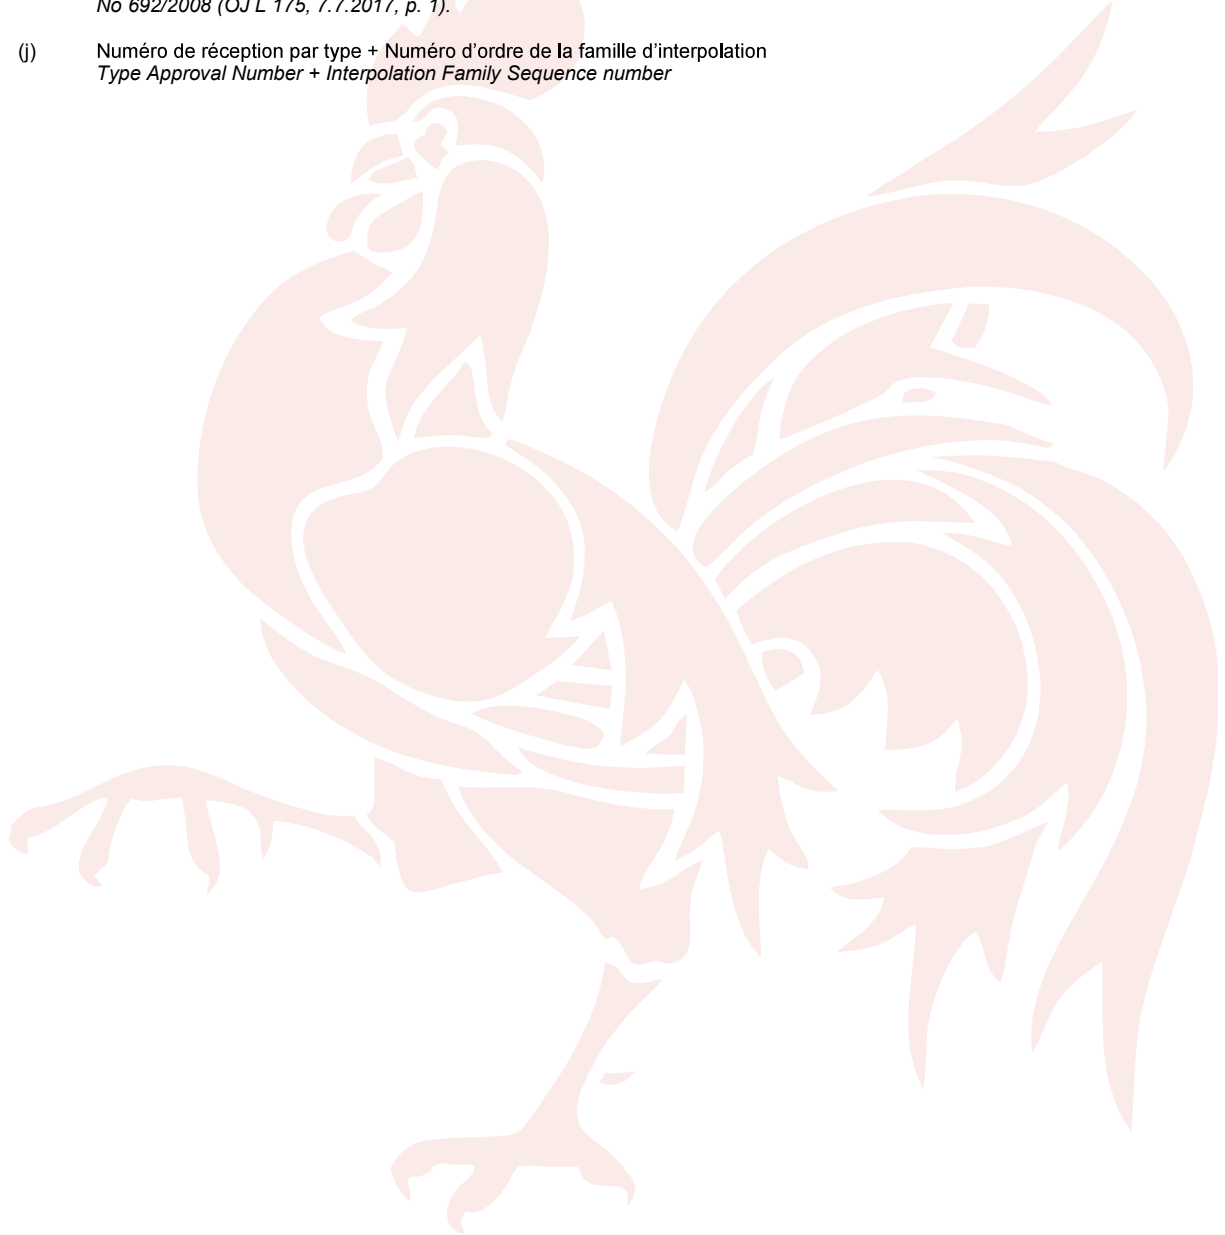 No 692/2008 (OJ L 175, 7.7.2017, p. 1).
(j) Numéro de réception par type + Numéro d’ordre de la famille d’interpolation
Type Approval Number + Interpolation Family Sequence number